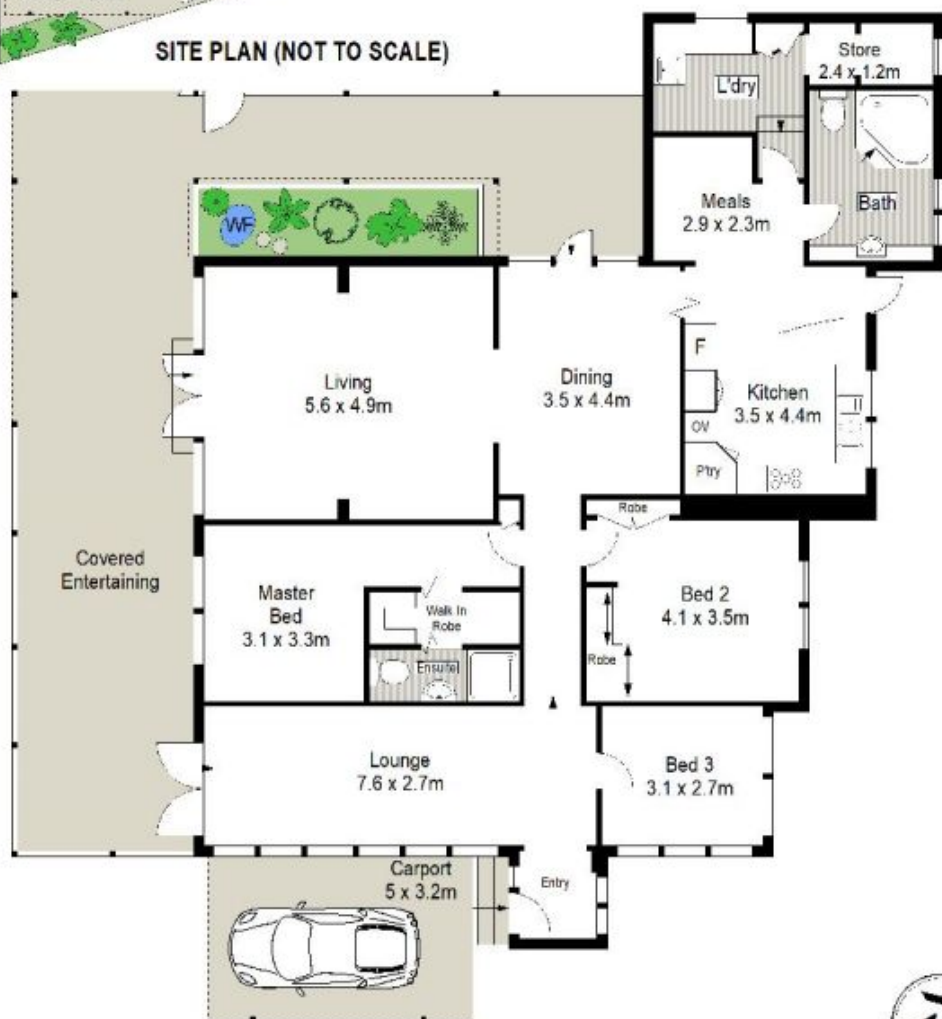 SITE PLAN (NOT TO SCALE)
Store
2.4 x 1.2m
L'dry
Meals
2.9 x 2.3m
Bath
WF
Living
5.6 x 4.9m
Dining
3.5 x 4.4m
F
Kitchen
3.5 x 4.4m
OV
P'try
Robe
Covered
Entertaining
Master
Bed
3.1 x 3.3m
Walk In
Robe
Bed 2
4.1 x 3.5m
Robe
Ensuite
Lounge
7.6 x 2.7m
Bed 3
3.1 x 2.7m
Carport
5 x 3.2m
Entry